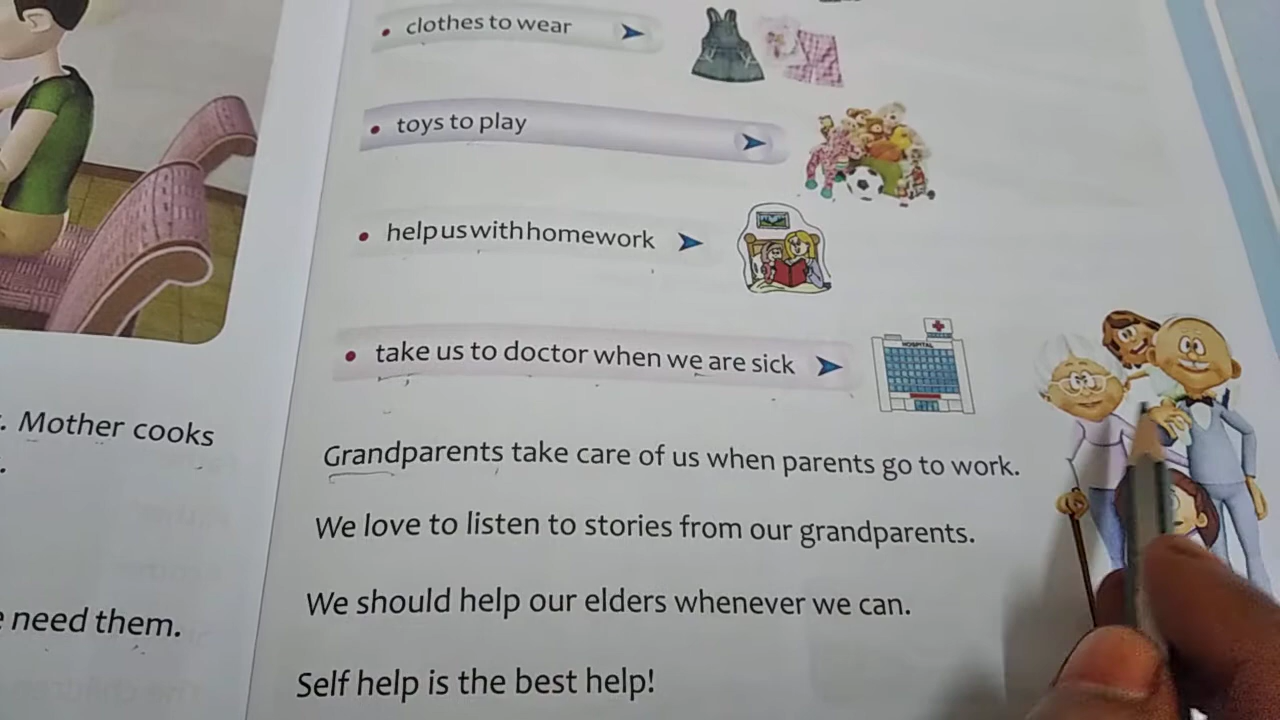 clothes to wear
toys to play
help us with homework
HOSPITAL
take us to doctor when we are sick
. Mother cooks
.
Grandparents take care of us when parents go to work.
We love to listen to stories from our grandparents.
We should help our elders whenever we can.
need them.
Self help is the best help!